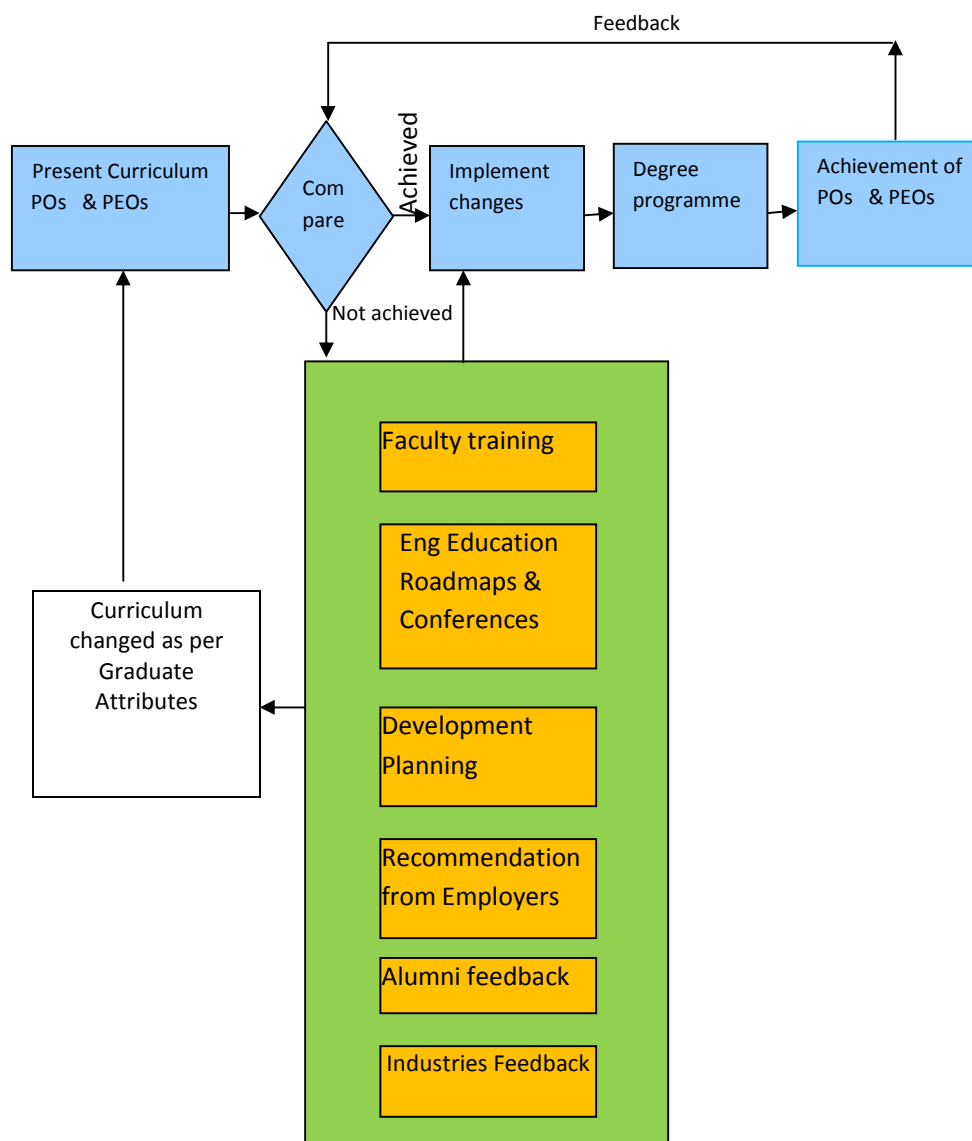 Feedback
Present Curriculum
POs & PEOs
Com
pare
Achieved
Implement
changes
Degree
programme
Achievement of
POs & PEOs
Not achieved
Faculty training
Eng Education
Roadmaps &
Conferences
Curriculum
changed as per
Graduate
Attributes
Development
Planning
Recommendation
from Employers
Alumni feedback
Industries Feedback